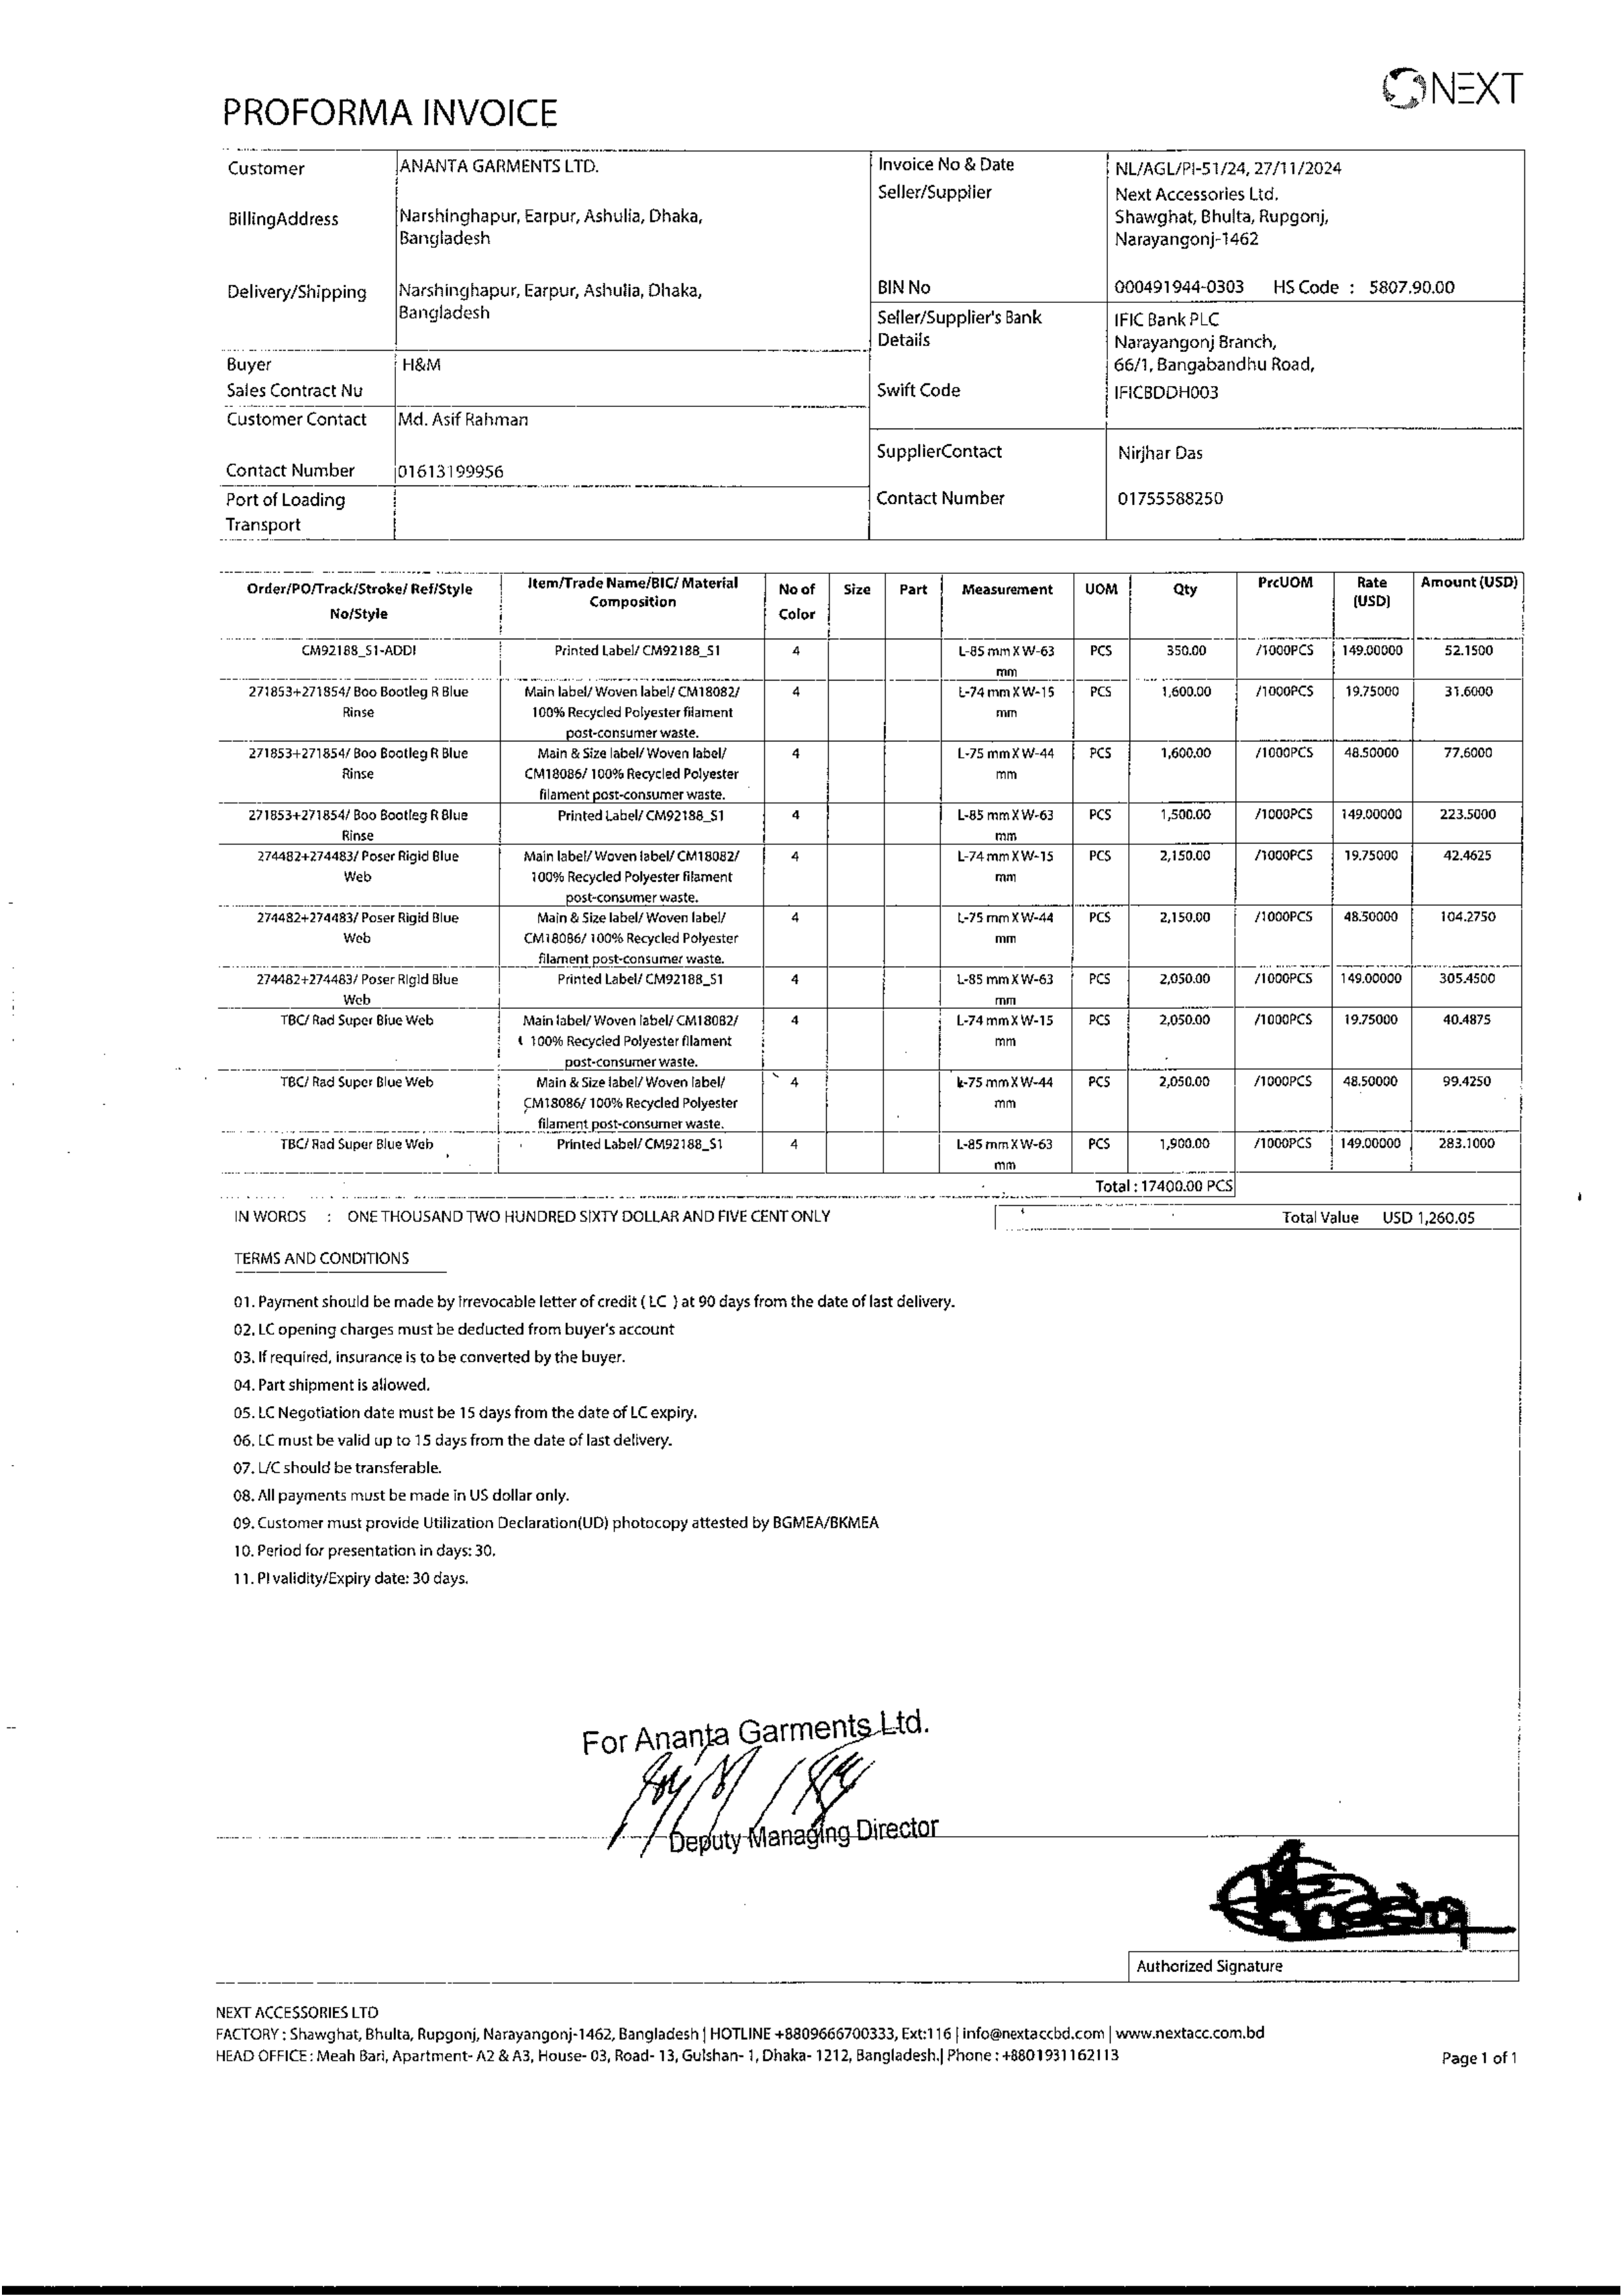 NEXT
PROFORMA INVOICE
Customer ANANTA GARMENTS LTD.
BillingAddress Narshinghapur, Earpur, Ashulia, Dhaka,
Bangladesh
Delivery/Shipping Narshinghapur, Earpur, Ashulia, Dhaka,
Bangladesh
Buyer H&M
Sales Contract Nu
Customer Contact Md. Asif Rahman
Contact Number 01613199956
Port of Loading
Transport
Invoice No & Date NL/AGL/PI-51/24, 27/11/2024
Seller/Supplier Next Accessories Ltd.
Shawghat, Bhulta, Rupgonj,
Narayangonj-1462
BIN No 000491944-0303 HS Code : 5807.90.00
Seller/Supplier's Bank IFIC Bank PLC
Details Narayangonj Branch,
66/1, Bangabandhu Road,
Swift Code IFICBDDH003
SupplierContact Nirjhar Das
Contact Number 01755588250
Order/PO/Track/Stroke/ Ref/Style Item/Trade Name/BIC/ Material No of Size Part Measurement UOM Qty PrcUOM Rate Amount (USD)
No/Style Composition Color (USD)
CM92188_S1-ADDI Printed Label/ CM92188_S1 4 L-85 mm X W-63 PCS 350.00 /1000PCS 149.00000 52.1500
mm
271853+271854/ Boo Bootleg R Blue Main label/ Woven label/ CM18082/ 4 L-74 mm X W-15 PCS 1,600.00 /1000PCS 19.75000 31.6000
Rinse 100% Recycled Polyester filament mm
post-consumer waste.
271853+271854/ Boo Bootleg R Blue Main & Size label/ Woven label/ 4 L-75 mm X W-44 PCS 1,600.00 /1000PCS 48.50000 77.6000
Rinse CM18086/ 100% Recycled Polyester mm
filament post-consumer waste.
271853+271854/ Boo Bootleg R Blue Printed Label/ CM92188_S1 4 L-85 mm X W-63 PCS 1,500.00 /1000PCS 149.00000 223.5000
Rinse mm
274482+274483/ Poser Rigid Blue Main label/ Woven label/ CM18082/ 4 L-74 mm X W-15 PCS 2,150.00 /1000PCS 19.75000 42.4625
Web 100% Recycled Polyester filament mm
post-consumer waste.
274482+274483/ Poser Rigid Blue Main & Size label/ Woven label/ 4 L-75 mm X W-44 PCS 2,150.00 /1000PCS 48.50000 104.2750
Web CM18086/ 100% Recycled Polyester mm
filament post-consumer waste.
274482+274483/ Poser Rigid Blue Printed Label/ CM92188_S1 4 L-85 mm X W-63 PCS 2,050.00 /1000PCS 149.00000 305.4500
Web mm
TBC/ Rad Super Blue Web Main label/ Woven label/ CM18082/ 4 L-74 mm X W-15 PCS 2,050.00 /1000PCS 19.75000 40.4875
100% Recycled Polyester filament mm
post-consumer waste.
TBC/ Rad Super Blue Web Main & Size label/ Woven label/ 4 L-75 mm X W-44 PCS 2,050.00 /1000PCS 48.50000 99.4250
CM18086/ 100% Recycled Polyester mm
filament post-consumer waste.
TBC/ Rad Super Blue Web Printed Label/ CM92188_S1 4 L-85 mm X W-63 PCS 1,900.00 /1000PCS 149.00000 283.1000
mm
Total : 17400.00 PCS
IN WORDS : ONE THOUSAND TWO HUNDRED SIXTY DOLLAR AND FIVE CENT ONLY Total Value USD 1,260.05
TERMS AND CONDITIONS
01. Payment should be made by irrevocable letter of credit ( LC ) at 90 days from the date of last delivery.
02. LC opening charges must be deducted from buyer's account
03. If required, insurance is to be converted by the buyer.
04. Part shipment is allowed.
05. LC Negotiation date must be 15 days from the date of LC expiry.
06. LC must be valid up to 15 days from the date of last delivery.
07. L/C should be transferable.
08. All payments must be made in US dollar only.
09. Customer must provide Utilization Declaration(UD) photocopy attested by BGMEA/BKMEA
10. Period for presentation in days: 30.
11. PI validity/Expiry date: 30 days.
For Ananta Garments Ltd.
Deputy Managing Director
Authorized Signature
NEXT ACCESSORIES LTD
FACTORY : Shawghat, Bhulta, Rupgonj, Narayangonj-1462, Bangladesh | HOTLINE +8809666700333, Ext:116 | info@nextaccbd.com | www.nextacc.com.bd
HEAD OFFICE : Meah Bari, Apartment- A2 & A3, House- 03, Road- 13, Gulshan- 1, Dhaka- 1212, Bangladesh.| Phone : +8801931162113
Page 1 of 1